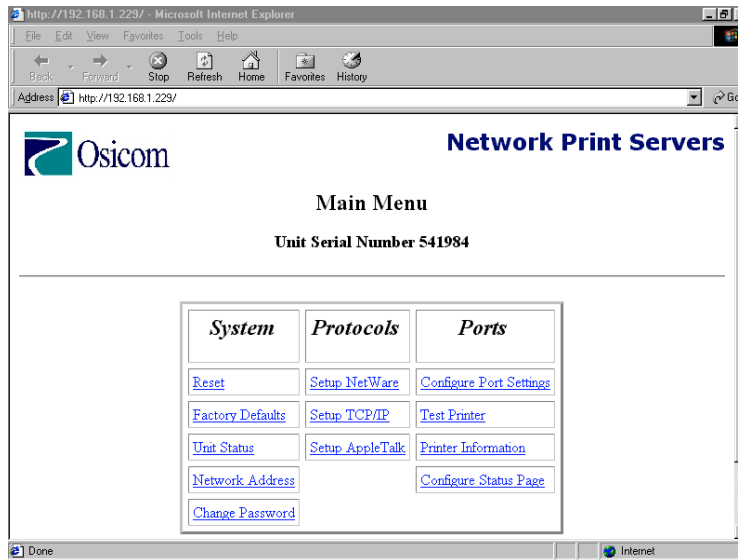 http://192.168.1.229/ - Microsoft Internet Explorer
File Edit View Favorites Tools Help
Back Forward Stop Refresh Home Favorites History
Address http://192.168.1.229/ Go
Osicom
Network Print Servers
Main Menu
Unit Serial Number 541984
System Protocols Ports
Reset Setup NetWare Configure Port Settings
Factory Defaults Setup TCP/IP Test Printer
Unit Status Setup AppleTalk Printer Information
Network Address Configure Status Page
Change Password
Done Internet